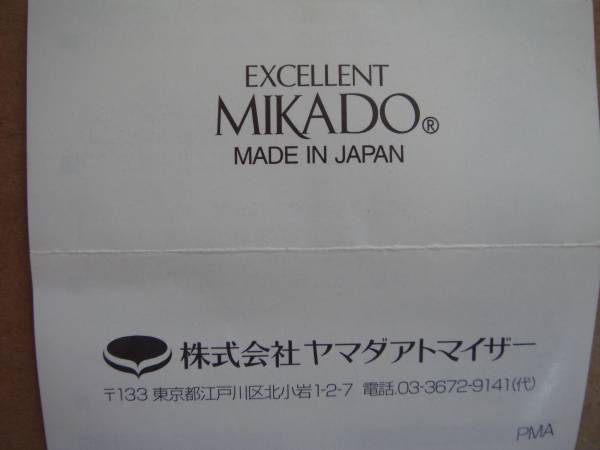 EXCELLENT
MIKADO®
MADE IN JAPAN
株式会社 ヤマダアトマイザー
〒133 東京都江戸川区北小岩1-2-7 電話.03-3672-9141(代)
PMA